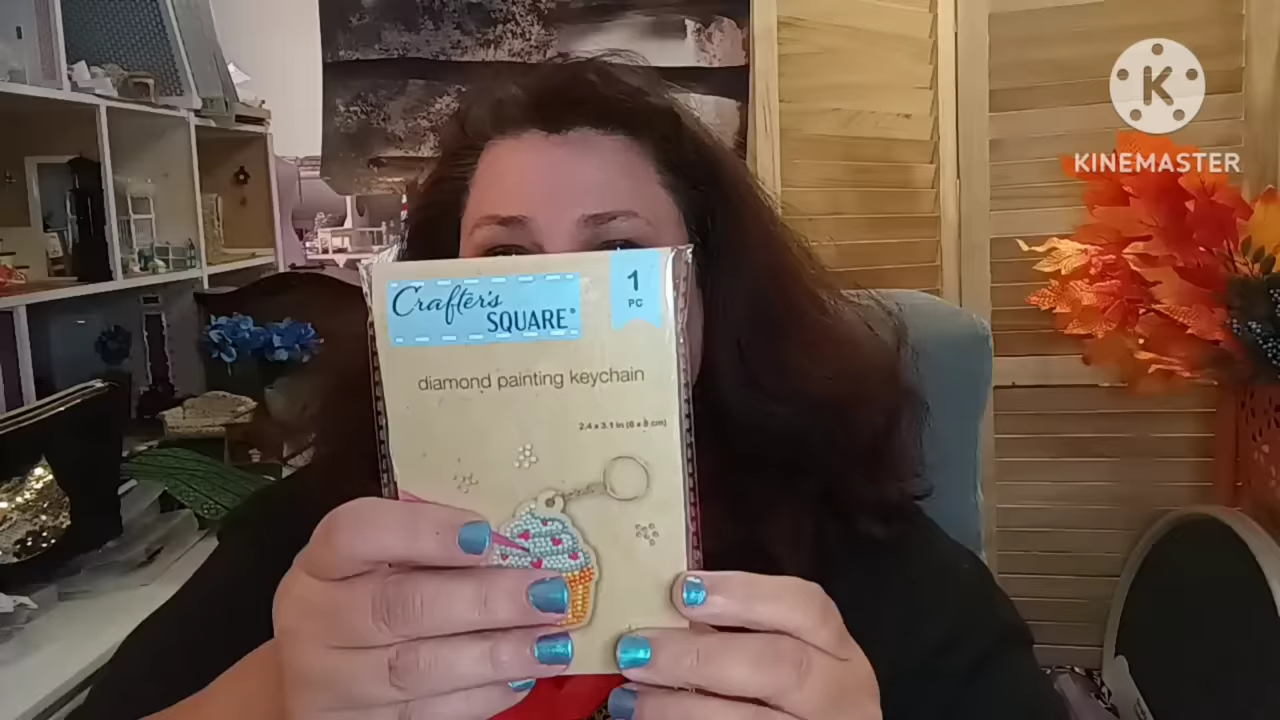 K
KINEMASTER
Crafter's
SQUARE®
1
PC
diamond painting keychain
2.4 x 3.1 in (6 x 8 cm)